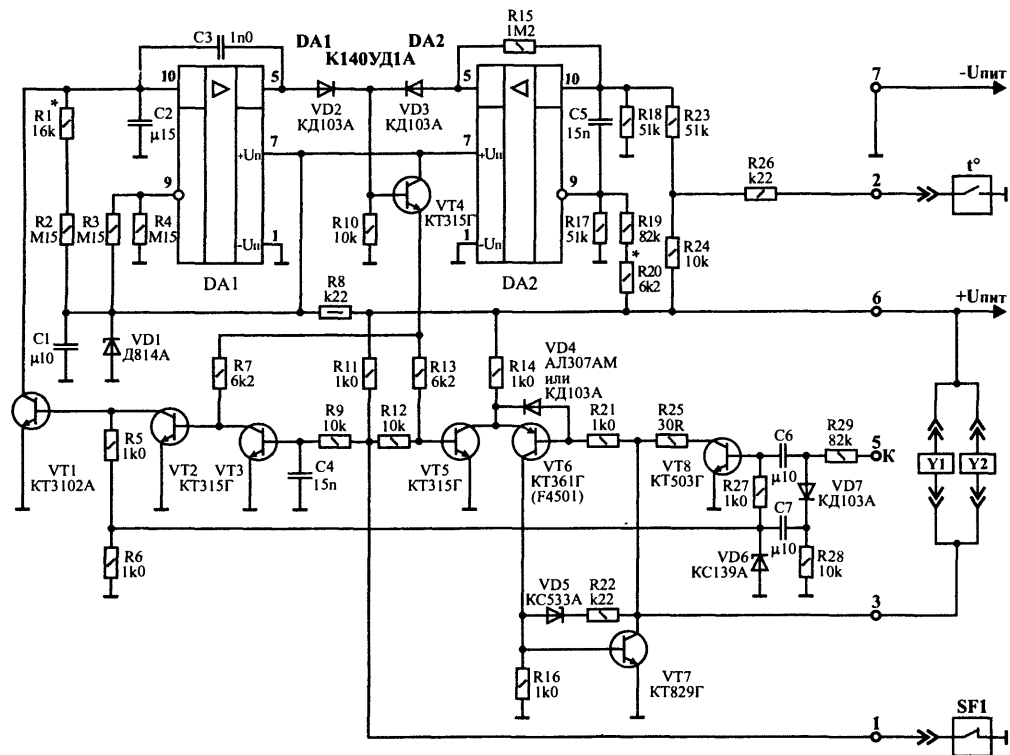 C3 1n0
DA1
DA2
К140УД1А
R15
1M2
10
5
VD2
КД103А
VD3
КД103А
5
10
7
-Uпит
R1 *
16k
C2
µ15
+Uп
7
7
+Uп
C5
15n
R18
51k
R23
51k
R26
k22
2
t°
9
VT4
КТ315Г
9
R2
M15
R3
M15
R4
M15
-Uп
1
R10
10k
1
-Uп
R17
51k
R19
82k
*
R20
6k2
R24
10k
DA1
DA2
R8
k22
6
+Uпит
C1
µ10
VD1
Д814А
R7
6k2
R11
1k0
R13
6k2
R14
1k0
VD4
АЛ307АМ
или
КД103А
R9
10k
R12
10k
R21
1k0
R25
30R
C6
µ10
R29
82k
5
К
Y1
Y2
VT1
КТ3102А
R5
1k0
VT2
КТ315Г
VT3
C4
15n
VT5
КТ315Г
VT6
КТ361Г
(F4501)
VT8
КТ503Г
R27
1k0
VD7
КД103А
C7
µ10
R6
1k0
VD6
КС139А
R28
10k
VD5
КС533А
R22
k22
3
R16
1k0
VT7
КТ829Г
1
SF1